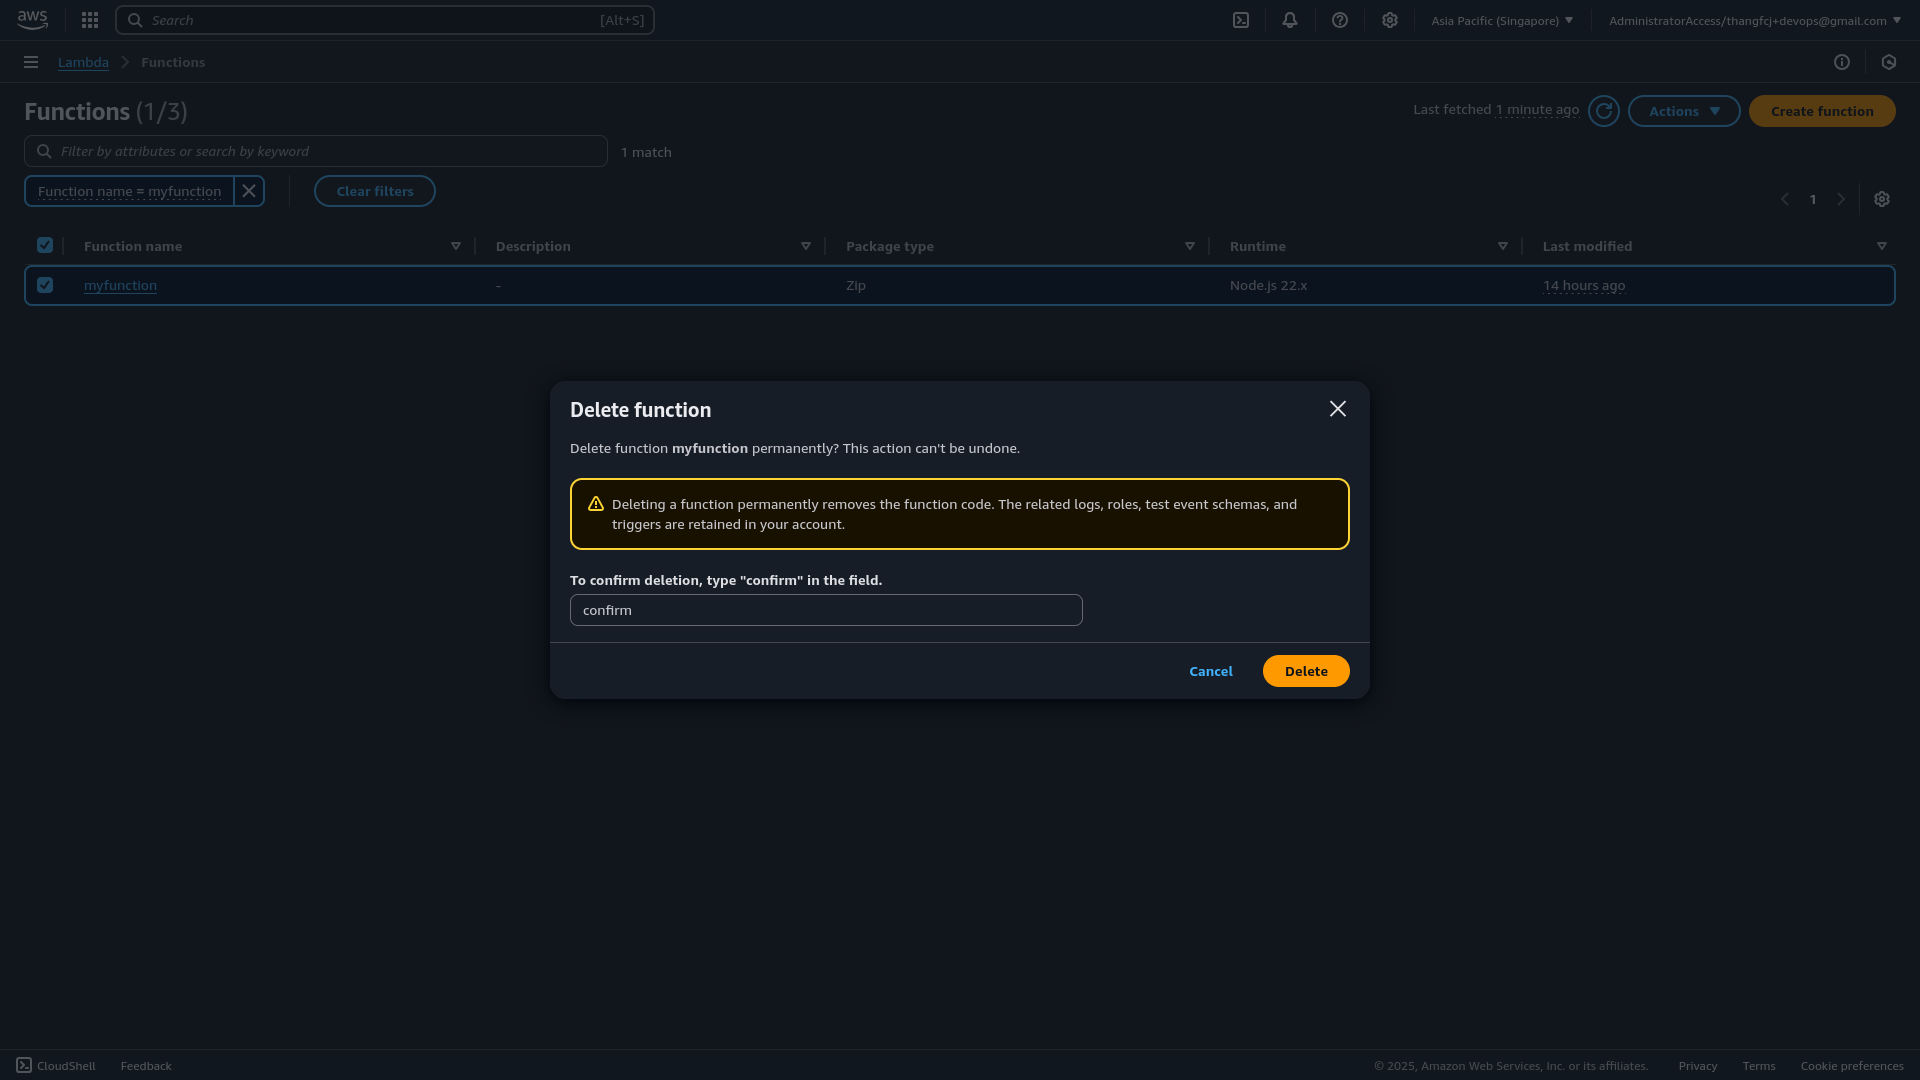 aws
Search [Alt+S]
Asia Pacific (Singapore)
AdministratorAccess/thangfcj+devops@gmail.com
Lambda
Functions
Functions (1/3)
Last fetched 1 minute ago
Actions
Create function
Filter by attributes or search by keyword
1 match
Function name = myfunction
Clear filters
1
Function name
Description
Package type
Runtime
Last modified
myfunction
-
Zip
Node.js 22.x
14 hours ago
Delete function
Delete function myfunction permanently? This action can't be undone.
Deleting a function permanently removes the function code. The related logs, roles, test event schemas, and
triggers are retained in your account.
To confirm deletion, type "confirm" in the field.
confirm
Cancel
Delete
CloudShell
Feedback
© 2025, Amazon Web Services, Inc. or its affiliates.
Privacy
Terms
Cookie preferences